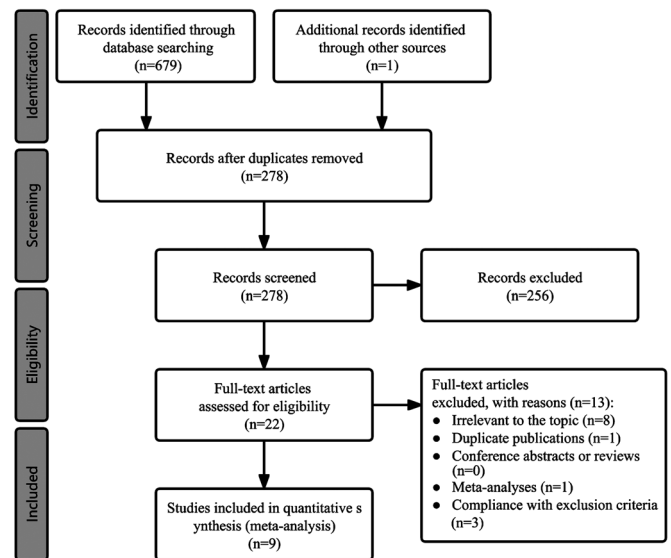 Identification
Records identified through
database searching
(n=679)
Additional records identified
through other sources
(n=1)
Records after duplicates removed
(n=278)
Screening
Records screened
(n=278)
Records excluded
(n=256)
Eligibility
Full-text articles
assessed for eligibility
(n=22)
Full-text articles
excluded, with reasons (n=13):
● Irrelevant to the topic (n=8)
● Duplicate publications (n=1)
● Conference abstracts or reviews
(n=0)
● Meta-analyses (n=1)
● Compliance with exclusion criteria
(n=3)
Included
Studies included in quantitative s
ynthesis (meta-analysis)
(n=9)